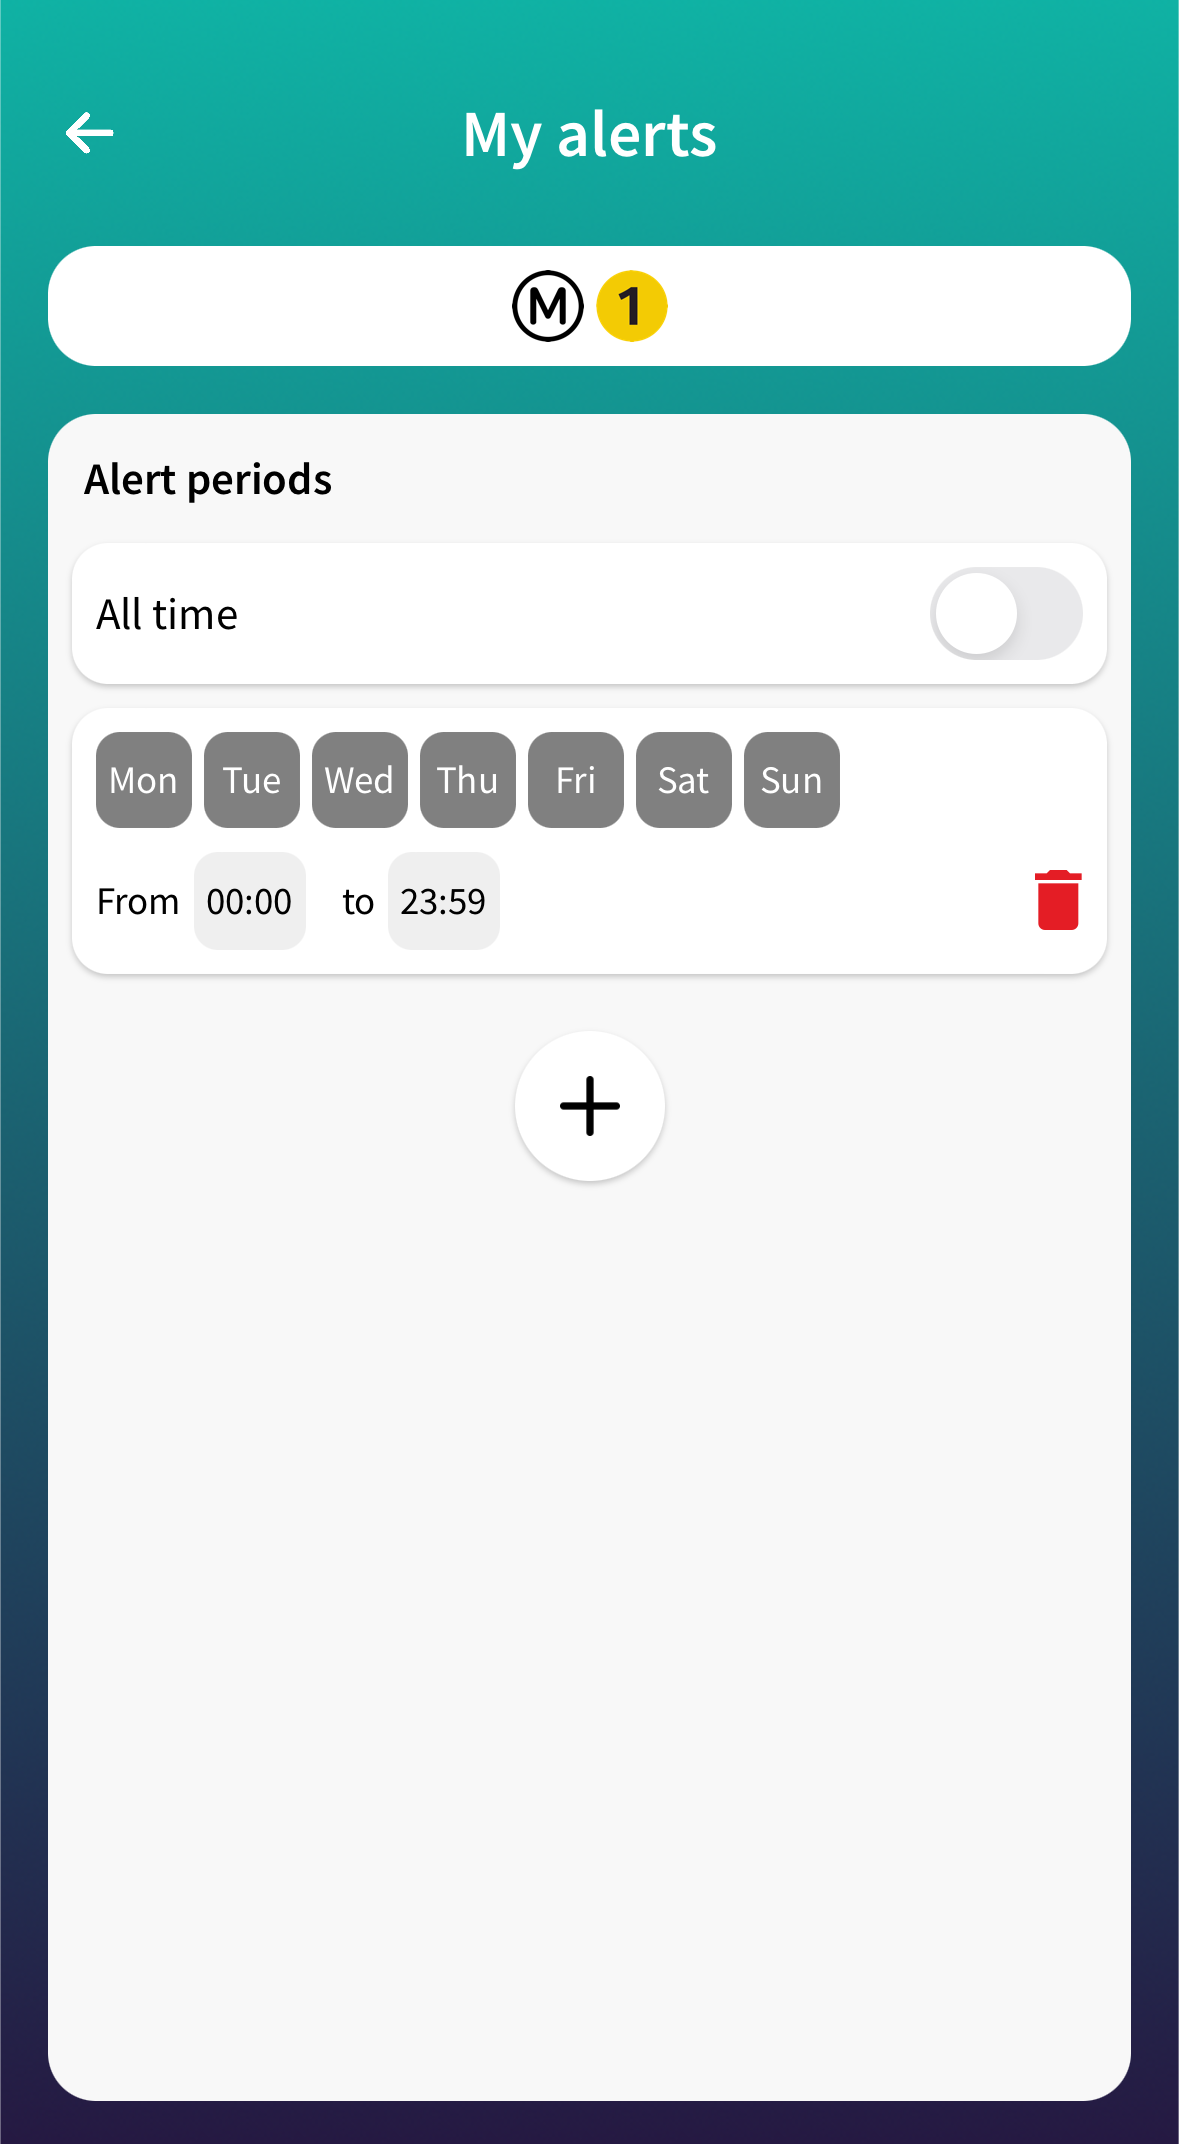 My alerts
M 1
Alert periods
All time
Mon Tue Wed Thu Fri Sat Sun
From 00:00 to 23:59